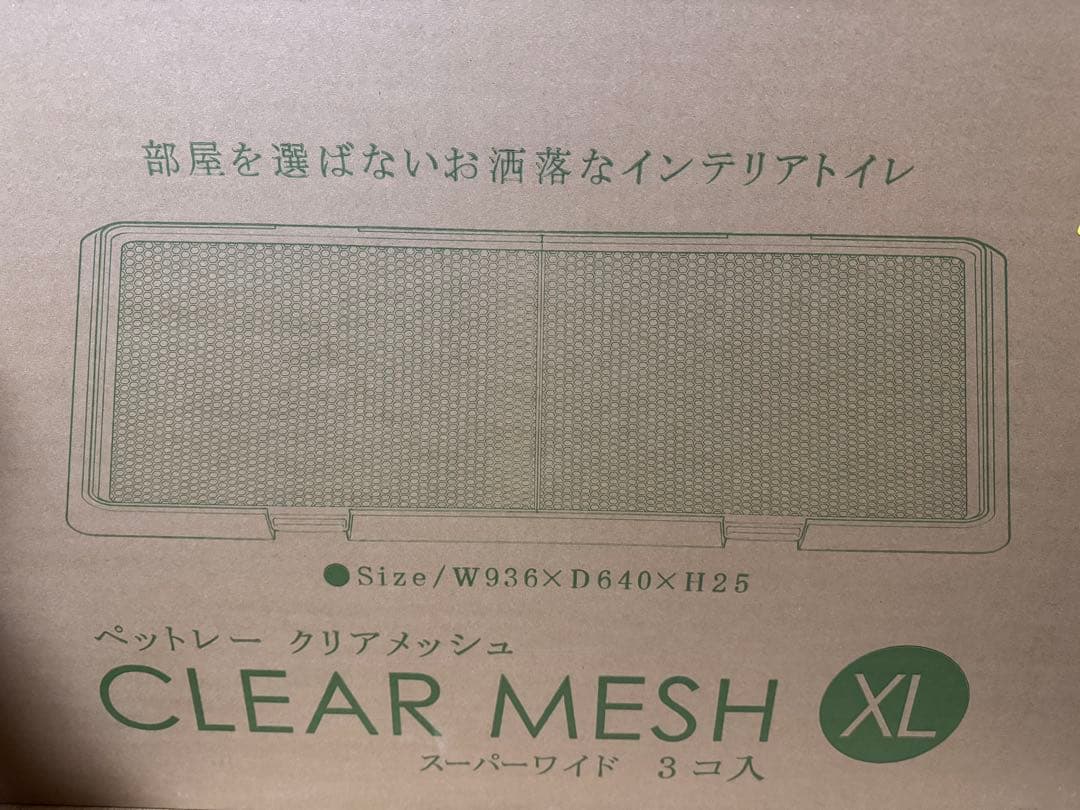 部屋を選ばないお洒落なインテリアトイレ
●Size/W936×D640×H25
ペットレー クリアメッシュ
CLEAR MESH XL
スーパーワイド 3コ入